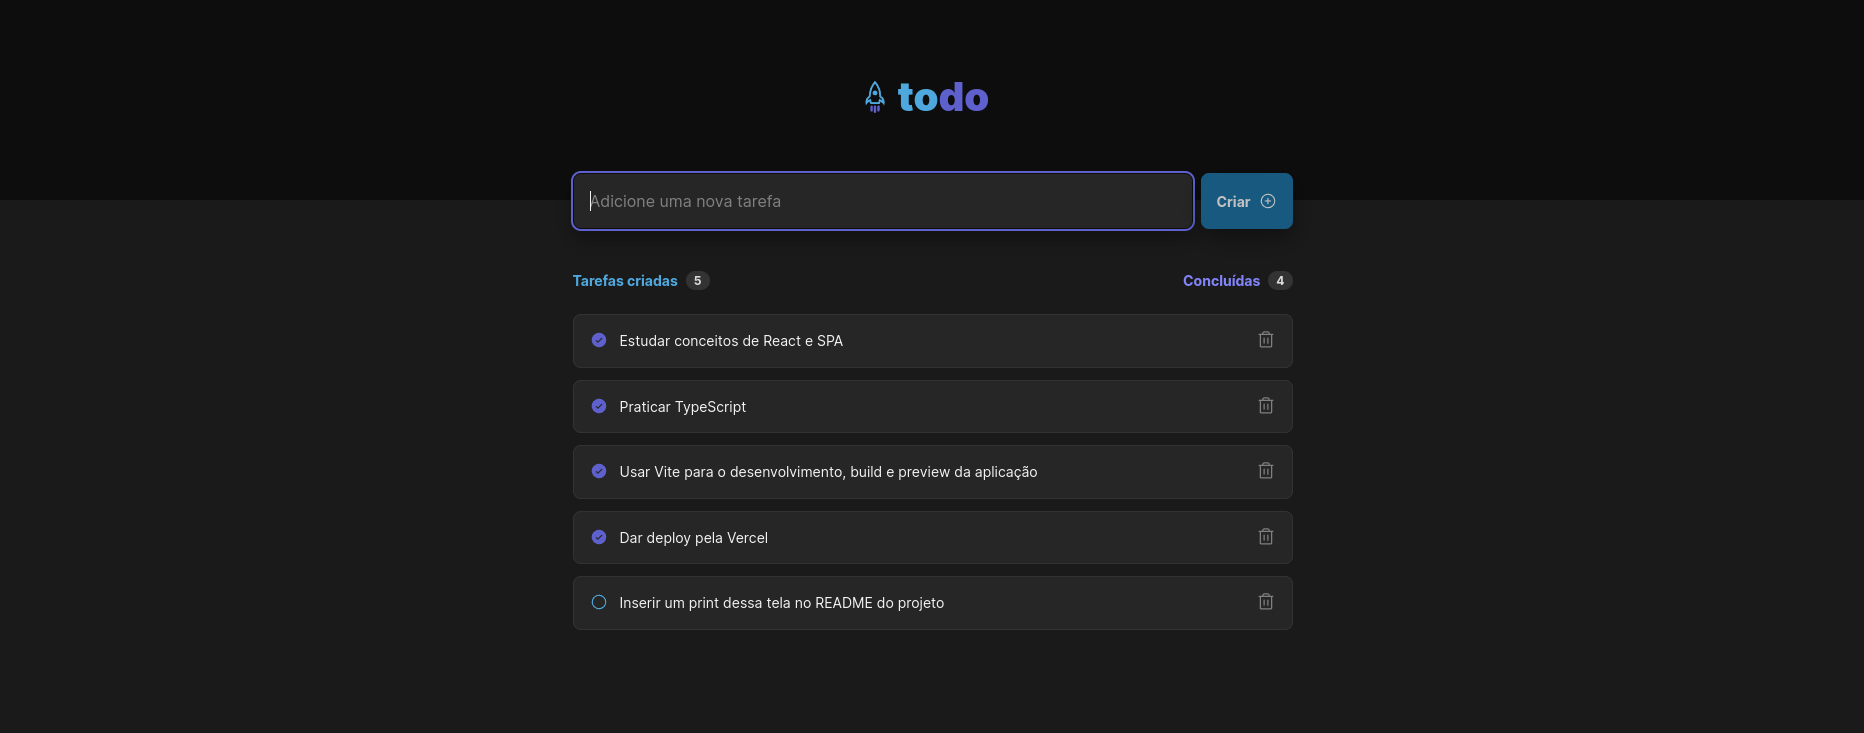 todo
Adicione uma nova tarefa
Criar
Tarefas criadas 5
Concluídas 4
Estudar conceitos de React e SPA
Praticar TypeScript
Usar Vite para o desenvolvimento, build e preview da aplicação
Dar deploy pela Vercel
Inserir um print dessa tela no README do projeto